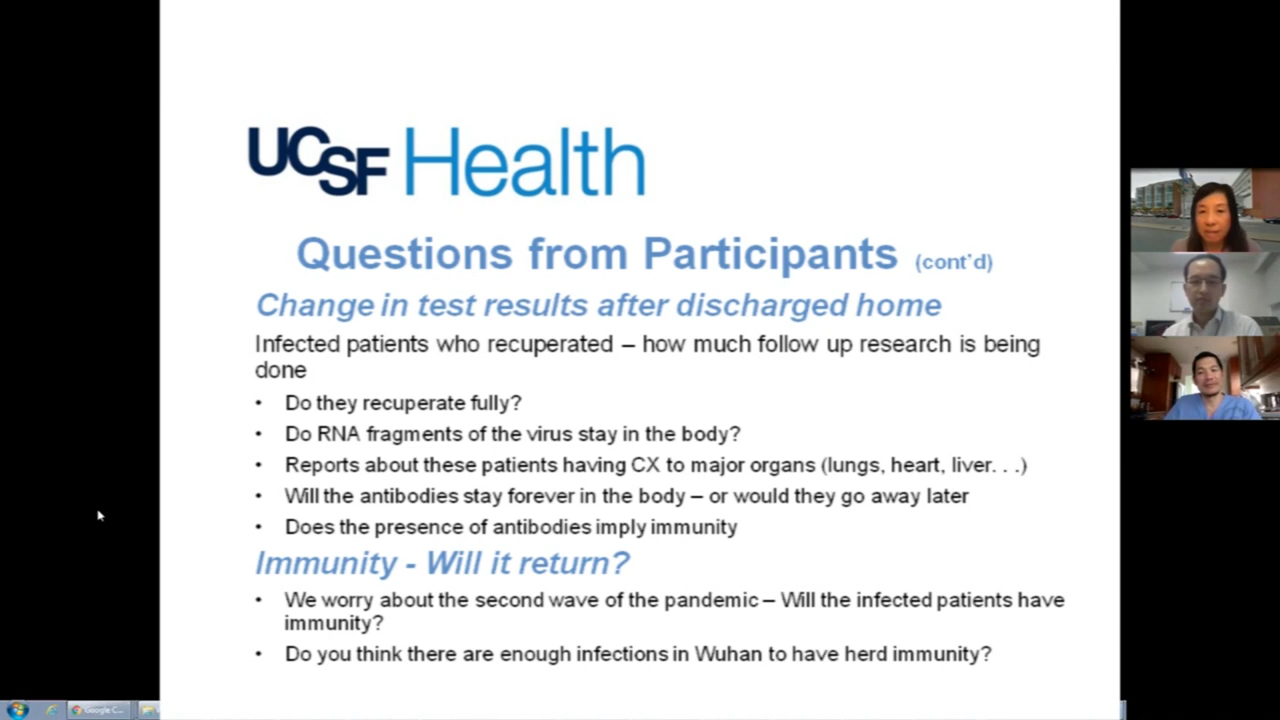 UCSF Health
Questions from Participants (cont'd)
Change in test results after discharged home
Infected patients who recuperated – how much follow up research is being
done
• Do they recuperate fully?
• Do RNA fragments of the virus stay in the body?
• Reports about these patients having CX to major organs (lungs, heart, liver. . .)
• Will the antibodies stay forever in the body – or would they go away later
• Does the presence of antibodies imply immunity
Immunity - Will it return?
• We worry about the second wave of the pandemic – Will the infected patients have
immunity?
• Do you think there are enough infections in Wuhan to have herd immunity?
Google C...